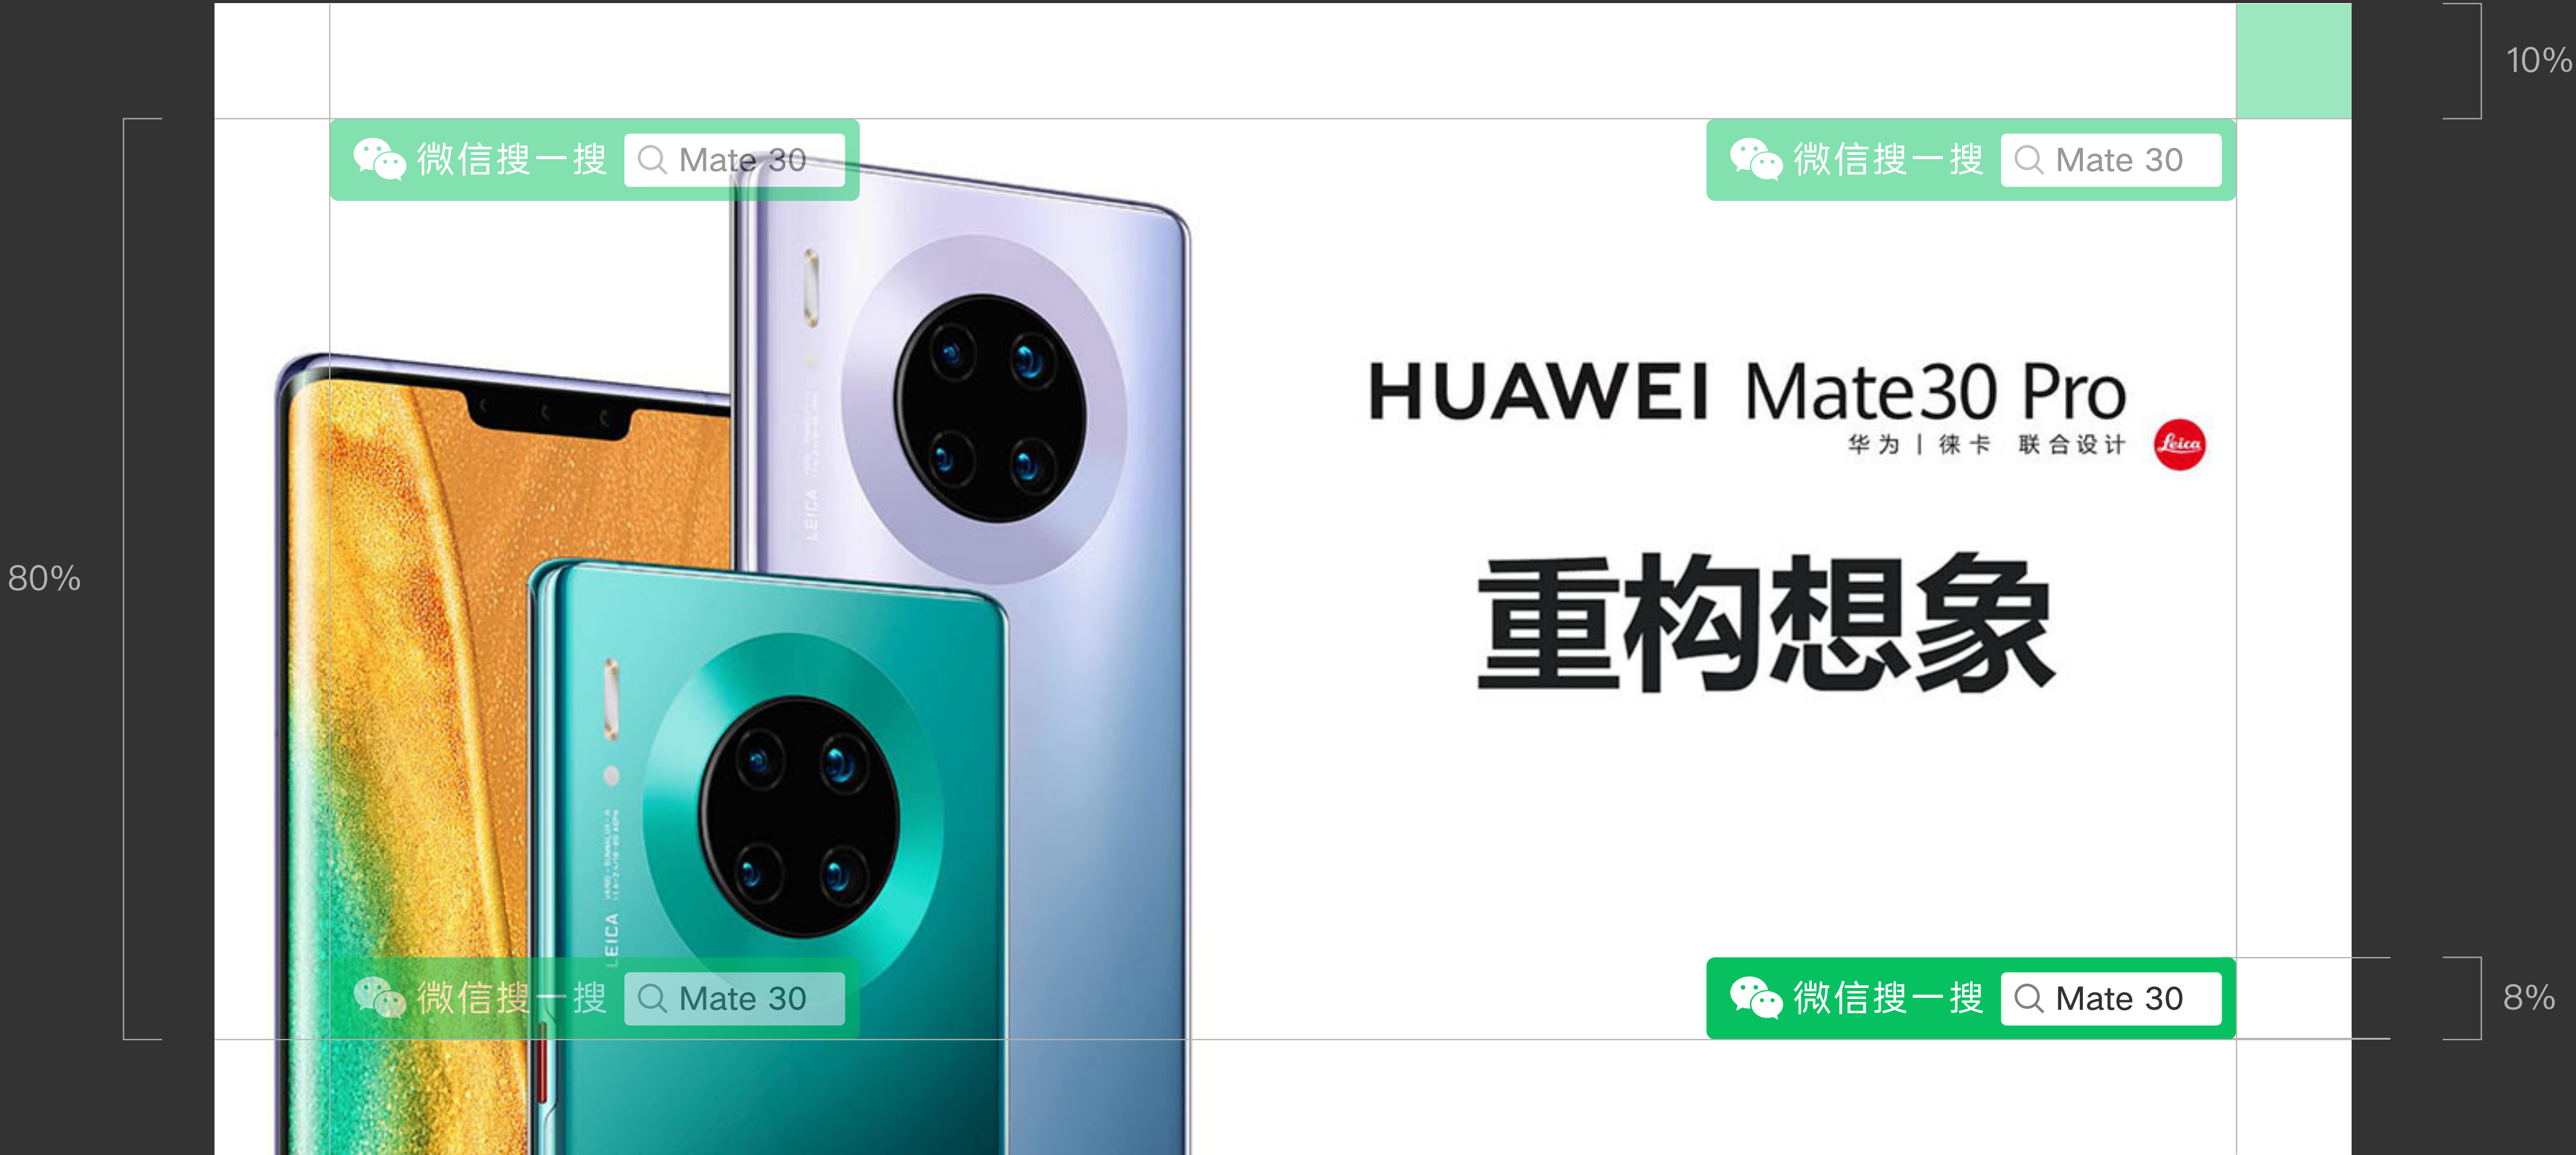 10%
微信搜一搜 Mate 30
微信搜一搜 Mate 30
LEICA
HUAWEI Mate30 Pro
华为 | 徕卡 联合设计
Leica
80%
重构想象
LEICA
微信搜一搜 Mate 30
微信搜一搜 Mate 30
8%